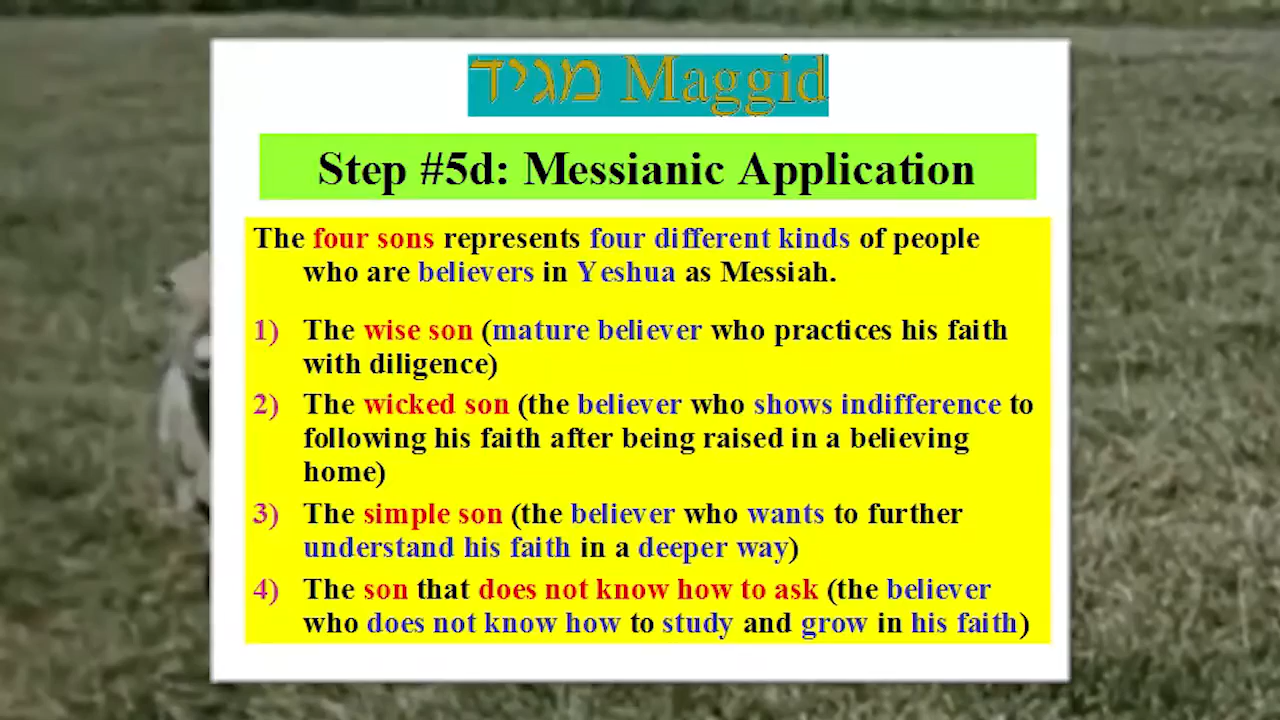 מגיד Maggid
Step #5d: Messianic Application
The four sons represents four different kinds of people
who are believers in Yeshua as Messiah.
1) The wise son (mature believer who practices his faith
with diligence)
2) The wicked son (the believer who shows indifference to
following his faith after being raised in a believing
home)
3) The simple son (the believer who wants to further
understand his faith in a deeper way)
4) The son that does not know how to ask (the believer
who does not know how to study and grow in his faith)